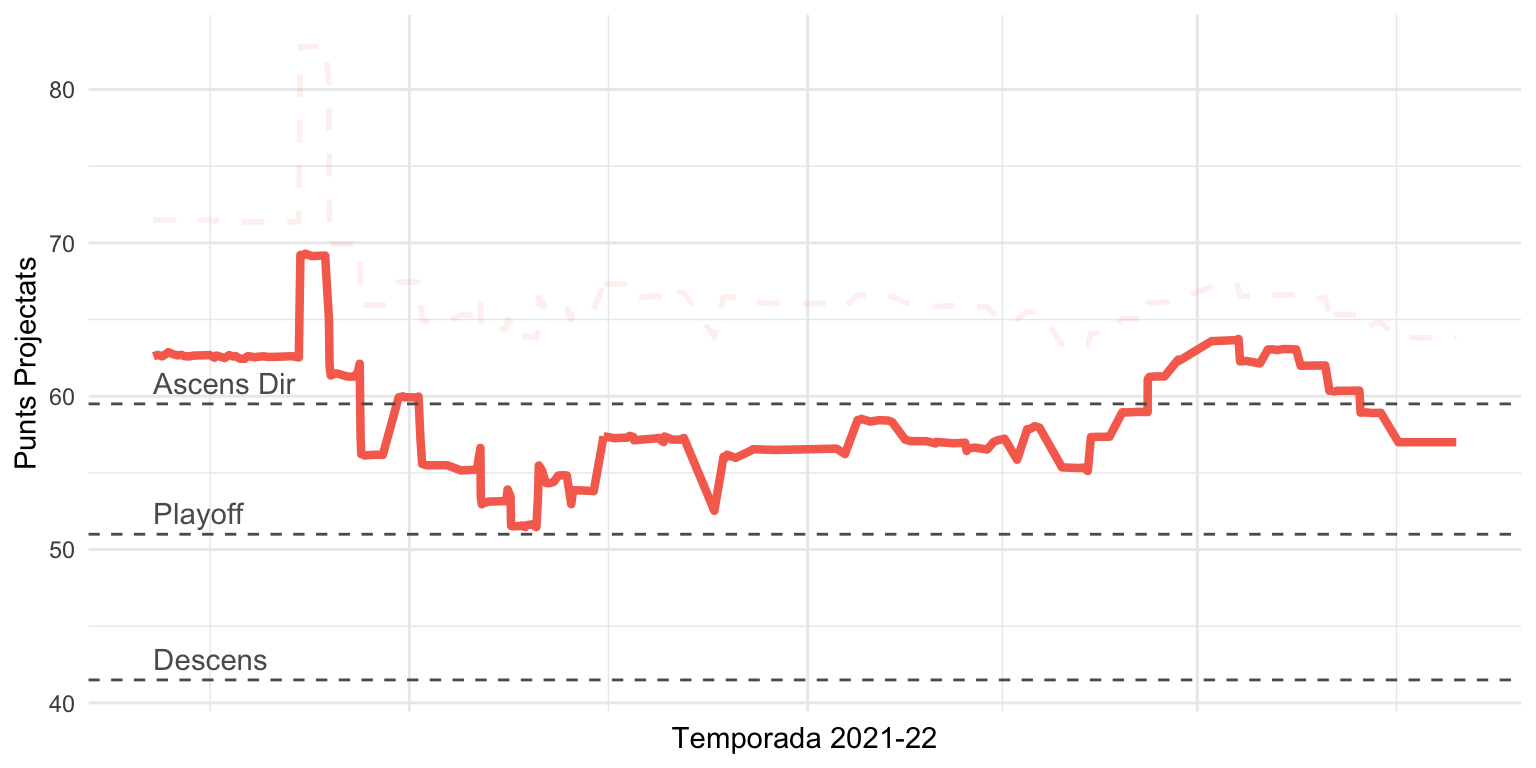 80
70
60
50
40
Punts Projectats
Ascens Dir
Playoff
Descens
Temporada 2021-22